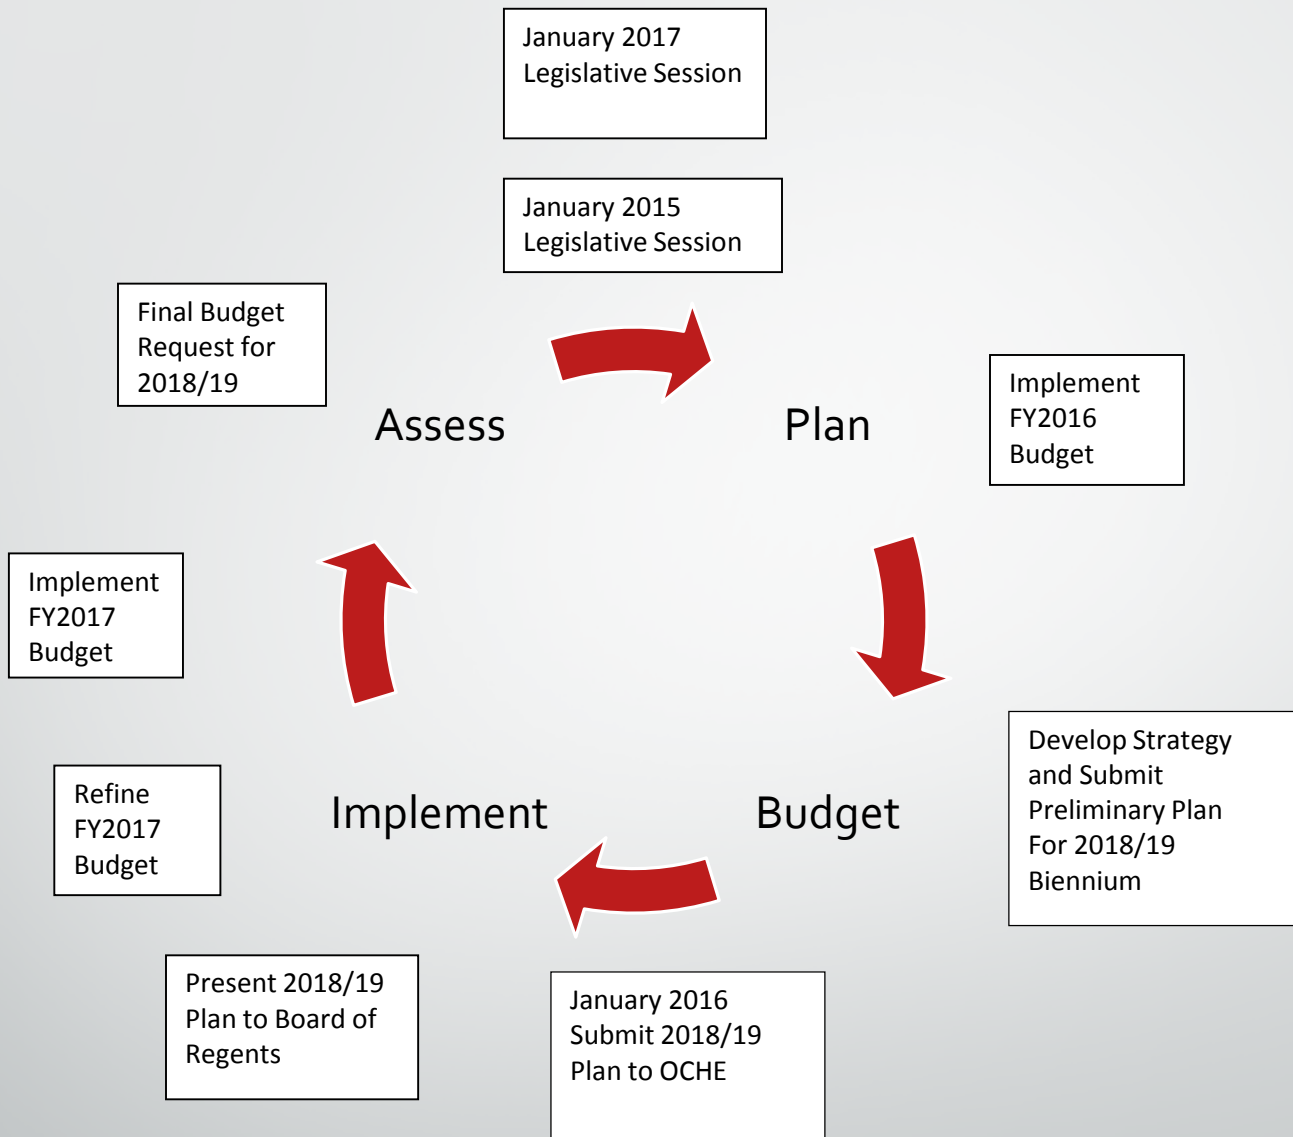 January 2017
Legislative Session
January 2015
Legislative Session
Final Budget
Request for
2018/19
Assess
Plan
Implement
FY2016
Budget
Implement
FY2017
Budget
Develop Strategy
and Submit
Preliminary Plan
For 2018/19
Biennium
Refine
FY2017
Budget
Implement
Budget
Present 2018/19
Plan to Board of
Regents
January 2016
Submit 2018/19
Plan to OCHE